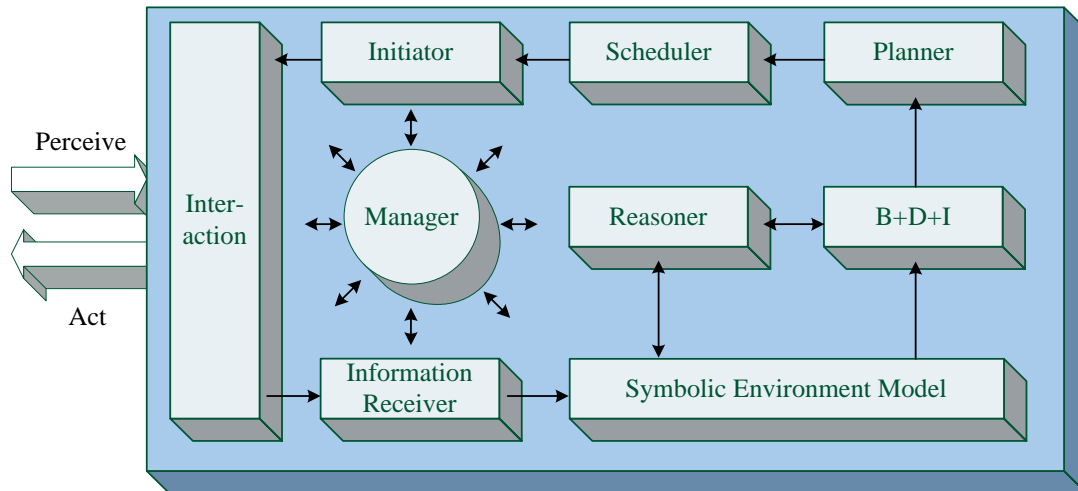 Initiator
Scheduler
Planner
Perceive
Inter-
action
Manager
Reasoner
B+D+I
Act
Information
Receiver
Symbolic Environment Model